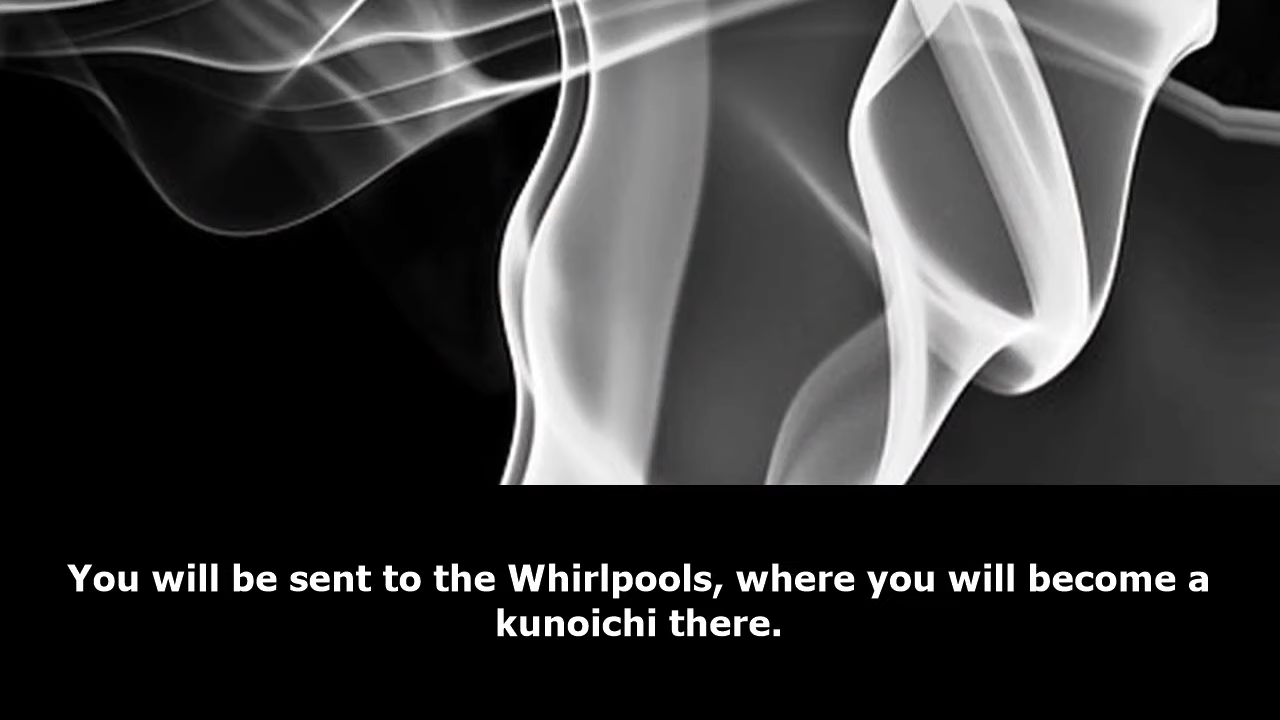 You will be sent to the Whirlpools, where you will become a
kunoichi there.